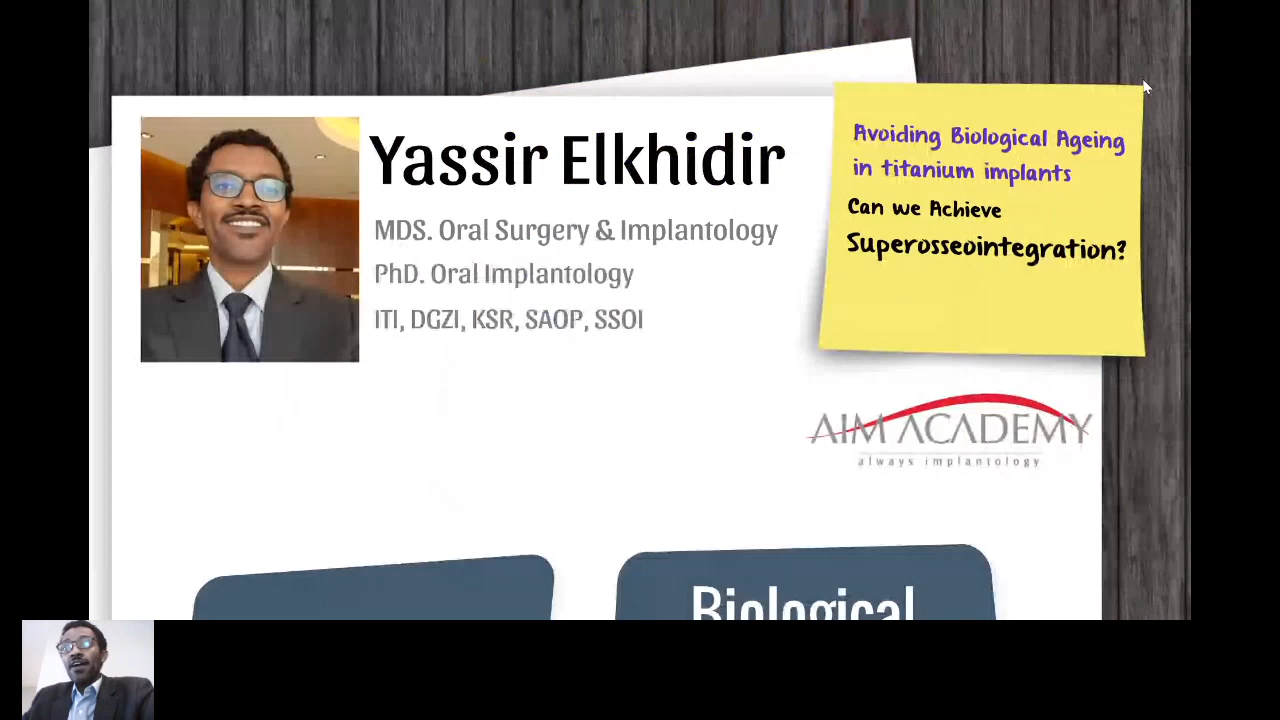 Yassir Elkhidir
MDS. Oral Surgery & Implantology
PhD. Oral Implantology
ITI, DGZI, KSR, SAOP, SSOI
Avoiding Biological Ageing
in titanium implants
Can we Achieve
Superosseointegration?
AIM ACADEMY
always implantology
Biological